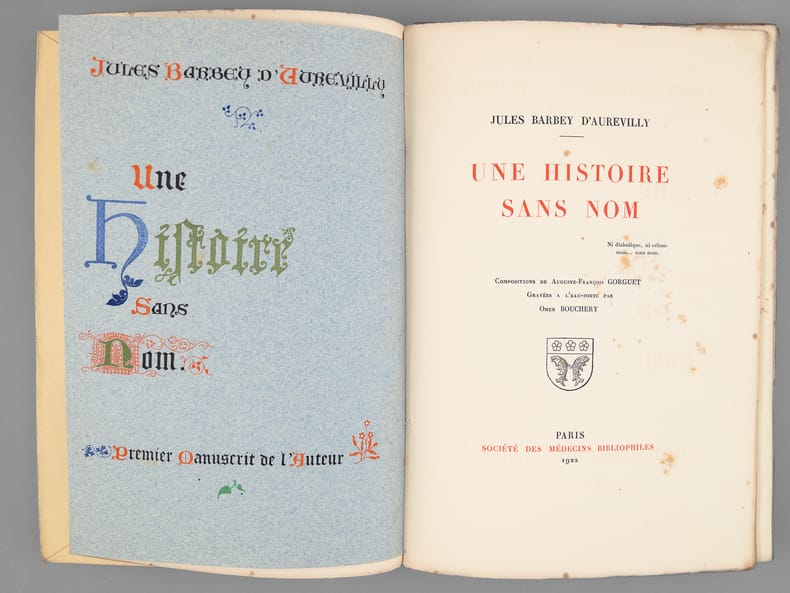 Jules Barbey d'Aurevilly
Une
Histoire
Sans
Nom.
Premier Manuscrit de l'Auteur
JULES BARBEY D'AUREVILLY
UNE HISTOIRE
SANS NOM
Ni diabolique, ni céleste
mais... sans nom.
Compositions de Auguste-François GORGUET
Gravées a l'eau-forte par
Omer BOUCHERY
PARIS
SOCIÉTÉ DES MÉDECINS BIBLIOPHILES
1922